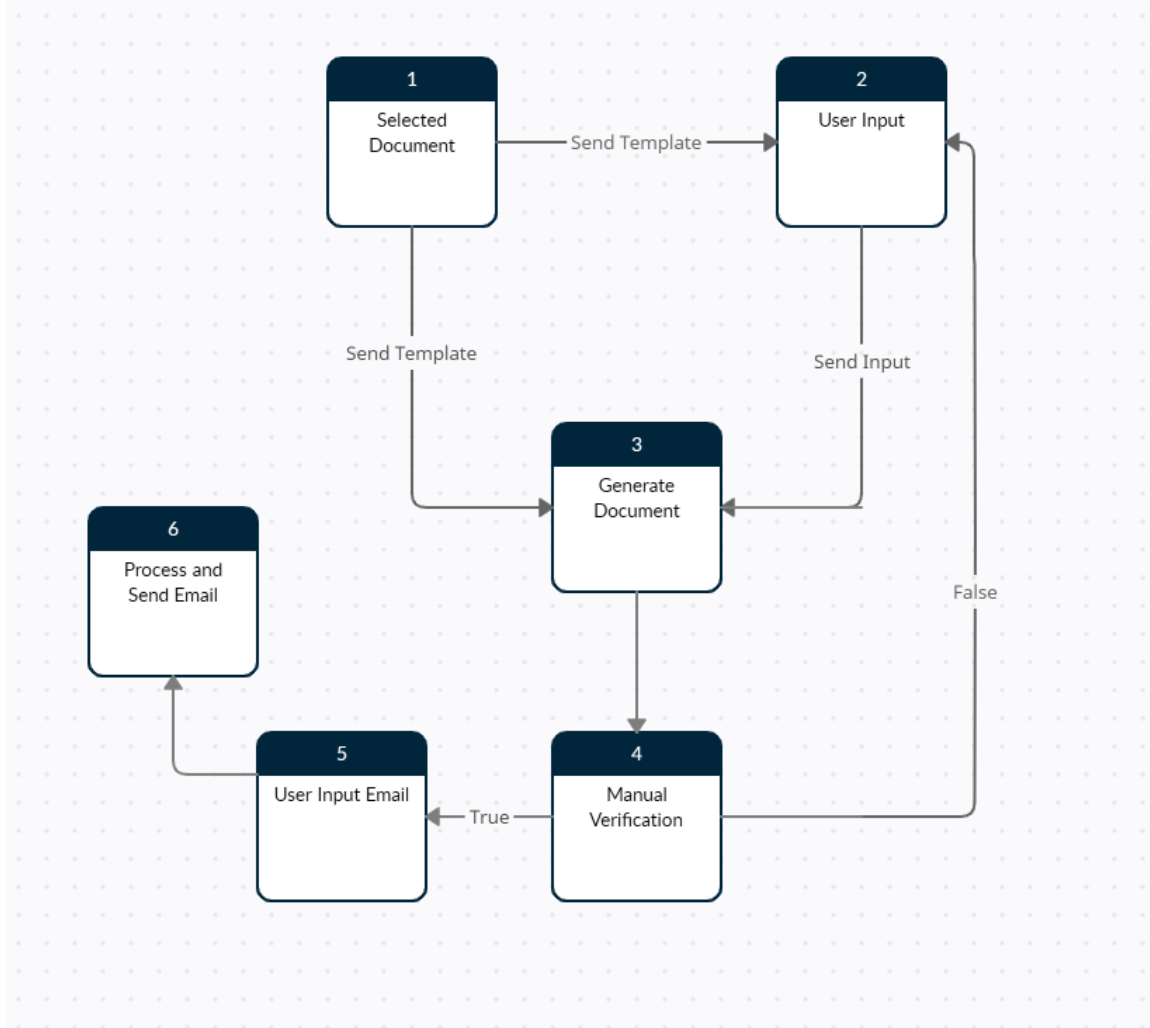 1
Selected
Document
Send Template
2
User Input
Send Template
Send Input
3
Generate
Document
6
Process and
Send Email
False
5
User Input Email
True
4
Manual
Verification